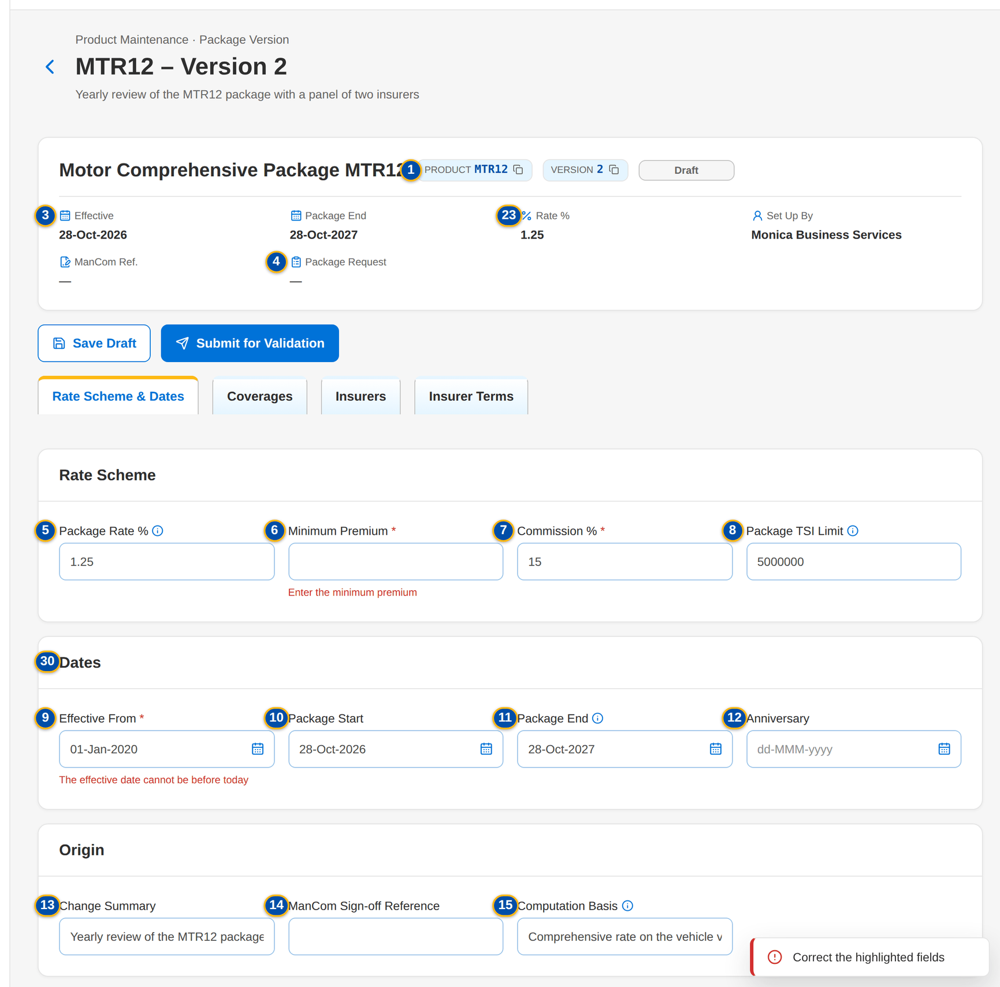 Product Maintenance · Package Version
MTR12 – Version 2
Yearly review of the MTR12 package with a panel of two insurers
Motor Comprehensive Package MTR12 1 PRODUCT MTR12 VERSION 2 Draft
3 Effective Package End 23 Rate % Set Up By
28-Oct-2026 28-Oct-2027 1.25 Monica Business Services
ManCom Ref. 4 Package Request
— —
Save Draft Submit for Validation
Rate Scheme & Dates Coverages Insurers Insurer Terms
Rate Scheme
5 Package Rate % 6 Minimum Premium * 7 Commission % * 8 Package TSI Limit
1.25 15 5000000
Enter the minimum premium
30 Dates
9 Effective From * 10 Package Start 11 Package End 12 Anniversary
01-Jan-2020 28-Oct-2026 28-Oct-2027 dd-MMM-yyyy
The effective date cannot be before today
Origin
13 Change Summary 14 ManCom Sign-off Reference 15 Computation Basis
Yearly review of the MTR12 package Comprehensive rate on the vehicle v
Correct the highlighted fields